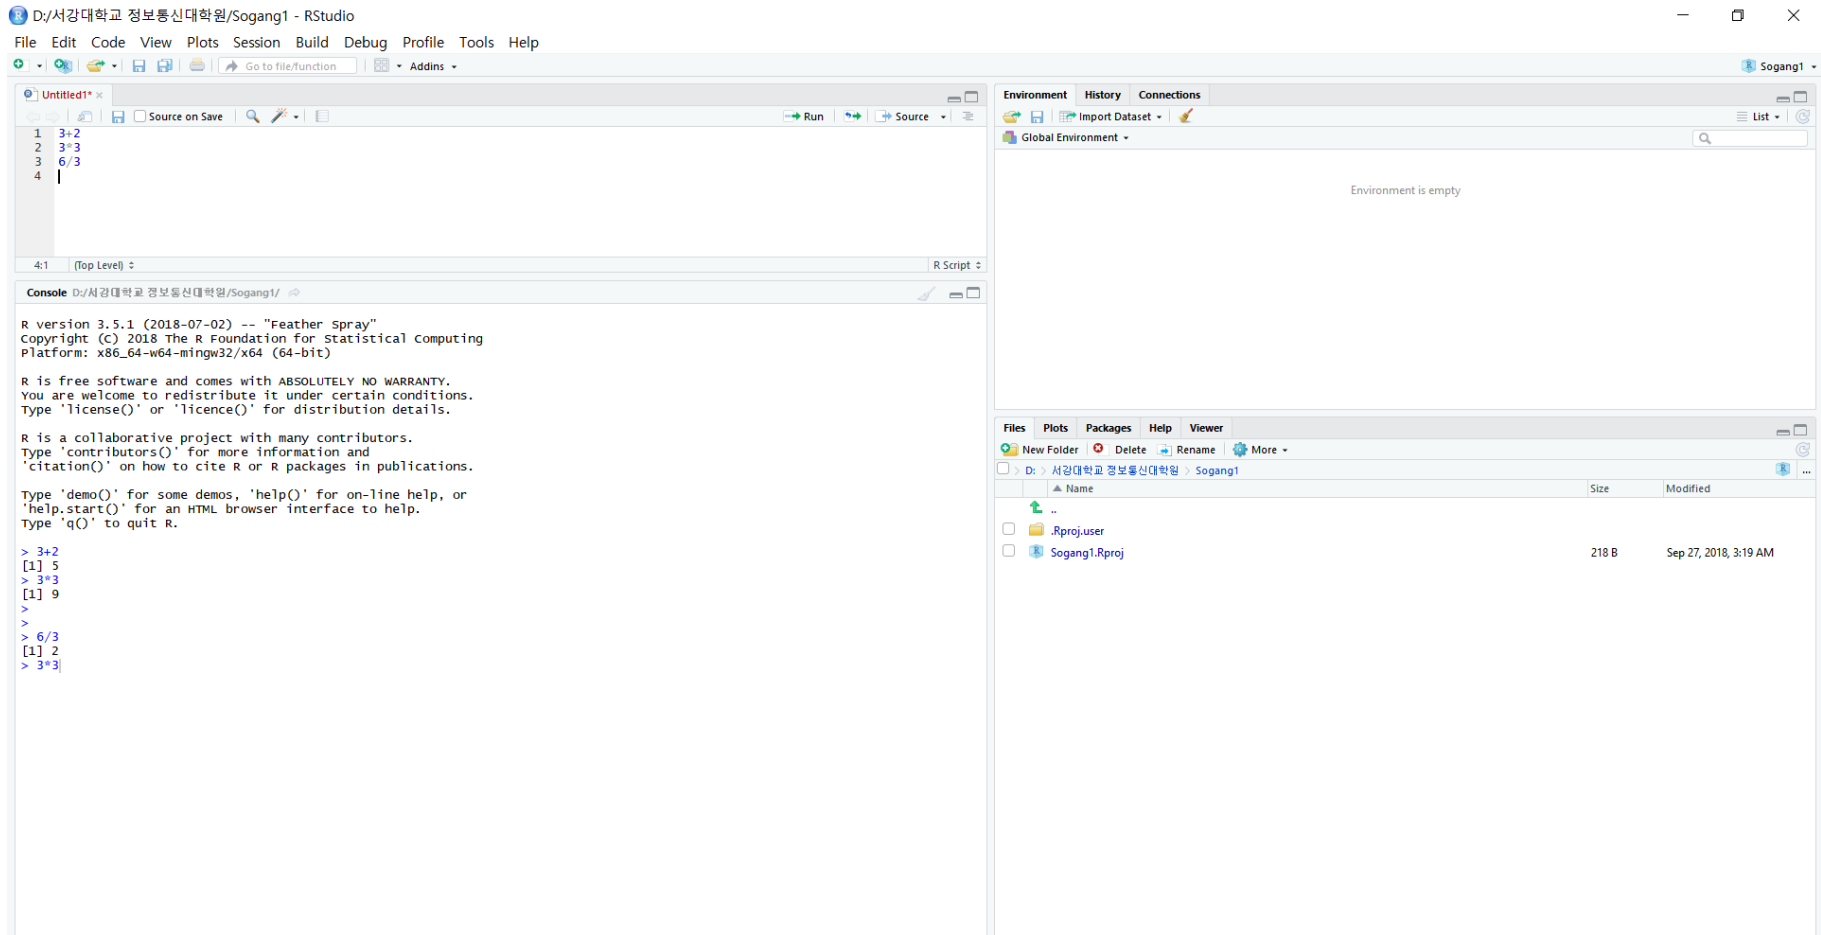 D:/서강대학교 정보통신대학원/Sogang1 - RStudio
File Edit Code View Plots Session Build Debug Profile Tools Help
Go to file/function Addins Sogang1
Untitled1*
Source on Save Run Source
1 3+2
2 3*3
3 6/3
4
4:1 (Top Level) R Script
Console D:/서강대학교 정보통신대학원/Sogang1/
R version 3.5.1 (2018-07-02) -- "Feather Spray"
Copyright (C) 2018 The R Foundation for Statistical Computing
Platform: x86_64-w64-mingw32/x64 (64-bit)
R is free software and comes with ABSOLUTELY NO WARRANTY.
You are welcome to redistribute it under certain conditions.
Type 'license()' or 'licence()' for distribution details.
R is a collaborative project with many contributors.
Type 'contributors()' for more information and
'citation()' on how to cite R or R packages in publications.
Type 'demo()' for some demos, 'help()' for on-line help, or
'help.start()' for an HTML browser interface to help.
Type 'q()' to quit R.
> 3+2
[1] 5
> 3*3
[1] 9
>
>
> 6/3
[1] 2
> 3*3
Environment History Connections
Import Dataset List
Global Environment
Environment is empty
Files Plots Packages Help Viewer
New Folder Delete Rename More
D: 서강대학교 정보통신대학원 Sogang1 ...
Name Size Modified
..
.Rproj.user
Sogang1.Rproj 218 B Sep 27, 2018, 3:19 AM